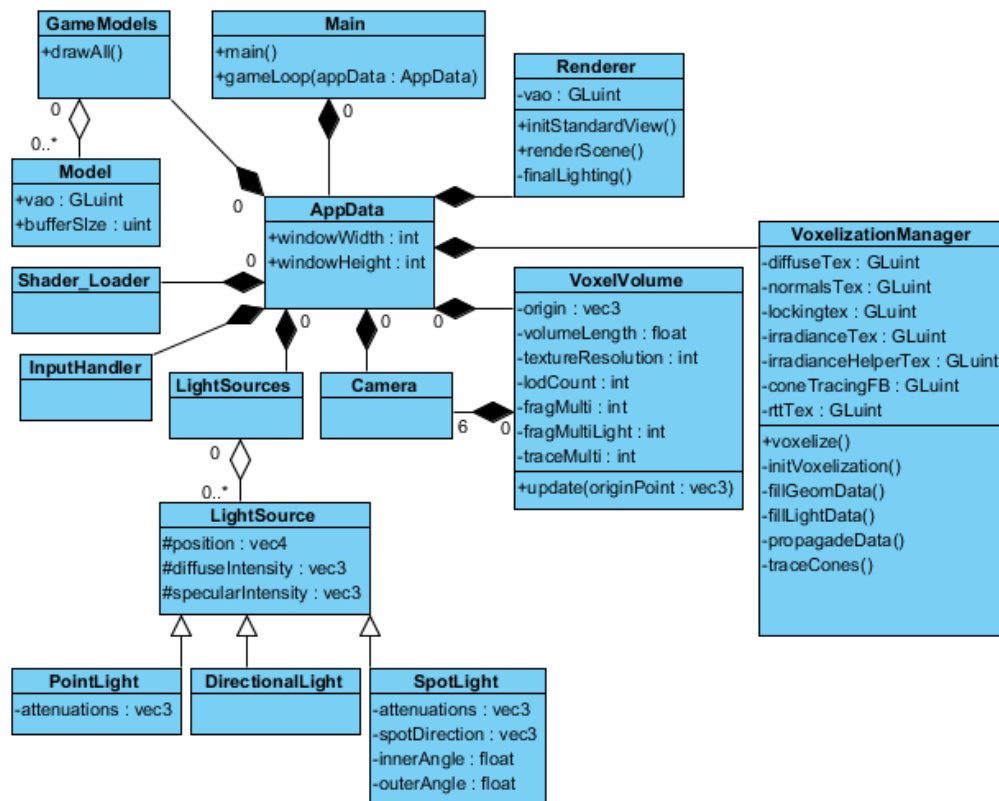 GameModels
+drawAll()
Main
+main()
+gameLoop(appData : AppData)
Renderer
-vao : GLuint
+initStandardView()
+renderScene()
-finalLighting()
0
0..*
0
Model
+vao : GLuint
+bufferSIze : uint
0
AppData
+windowWidth : int
+windowHeight : int
VoxelizationManager
-diffuseTex : GLuint
-normalsTex : GLuint
-lockingtex : GLuint
-irradianceTex : GLuint
-irradianceHelperTex : GLuint
-coneTracingFB : GLuint
-rttTex : GLuint
+voxelize()
-initVoxelization()
-fillGeomData()
-fillLightData()
-propagadeData()
-traceCones()
0
Shader_Loader
VoxelVolume
-origin : vec3
-volumeLength : float
-textureResolution : int
-lodCount : int
-fragMulti : int
-fragMultiLight : int
-traceMulti : int
+update(originPoint : vec3)
0
0
0
InputHandler
LightSources
Camera
6
0
0
0..*
LightSource
#position : vec4
#diffuseIntensity : vec3
#specularIntensity : vec3
PointLight
-attenuations : vec3
DirectionalLight
SpotLight
-attenuations : vec3
-spotDirection : vec3
-innerAngle : float
-outerAngle : float